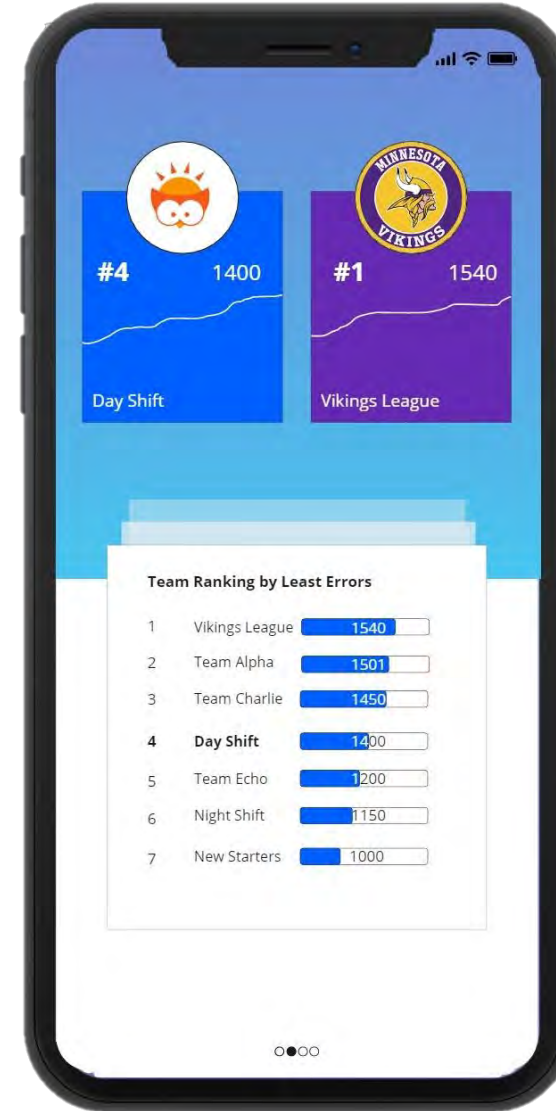 MINNESOTA
VIKINGS
#4 1400
#1 1540
Day Shift
Vikings League
Team Ranking by Least Errors
1 Vikings League 1540
2 Team Alpha 1501
3 Team Charlie 1450
4 Day Shift 1400
5 Team Echo 1200
6 Night Shift 1150
7 New Starters 1000